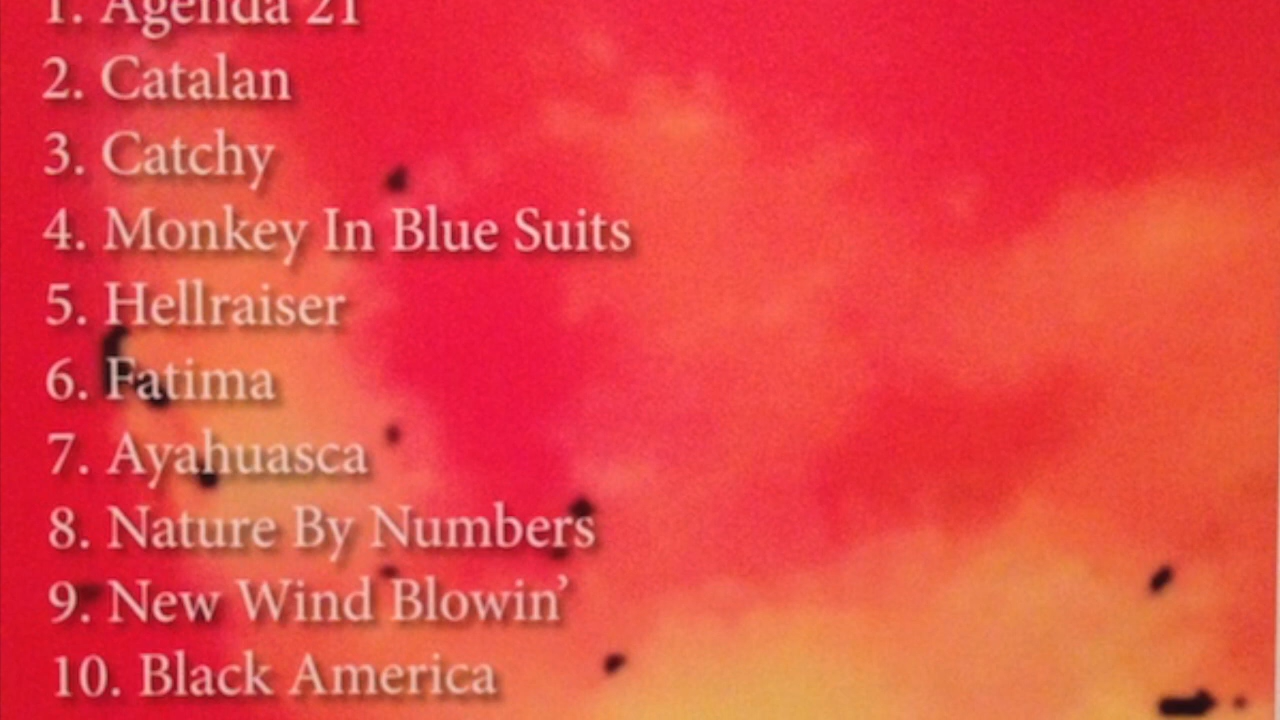 1. Agenda 21
2. Catalan
3. Catchy
4. Monkey In Blue Suits
5. Hellraiser
6. Fatima
7. Ayahuasca
8. Nature By Numbers
9. New Wind Blowin’
10. Black America